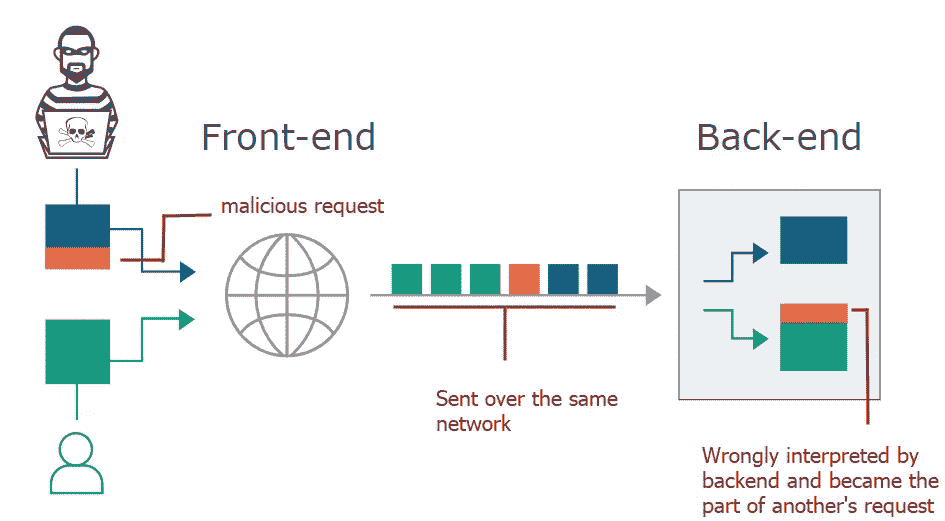 Front-end
Back-end
malicious request
Sent over the same
network
Wrongly interpreted by
backend and became the
part of another's request